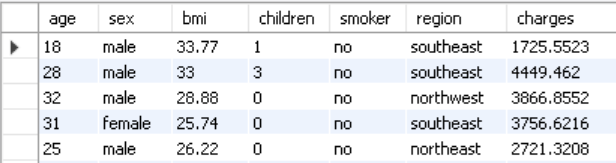 age sex bmi children smoker region charges
18 male 33.77 1 no southeast 1725.5523
28 male 33 3 no southeast 4449.462
32 male 28.88 0 no northwest 3866.8552
31 female 25.74 0 no southeast 3756.6216
25 male 26.22 0 no northeast 2721.3208